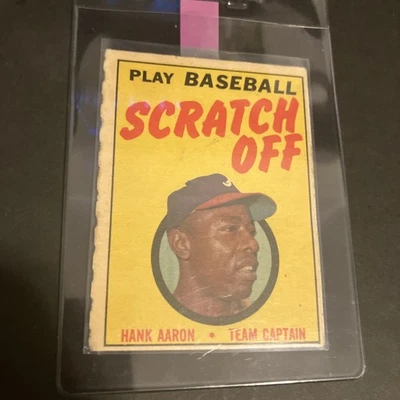 PLAY BASEBALL
SCRATCH
OFF
HANK AARON • TEAM CAPTAIN